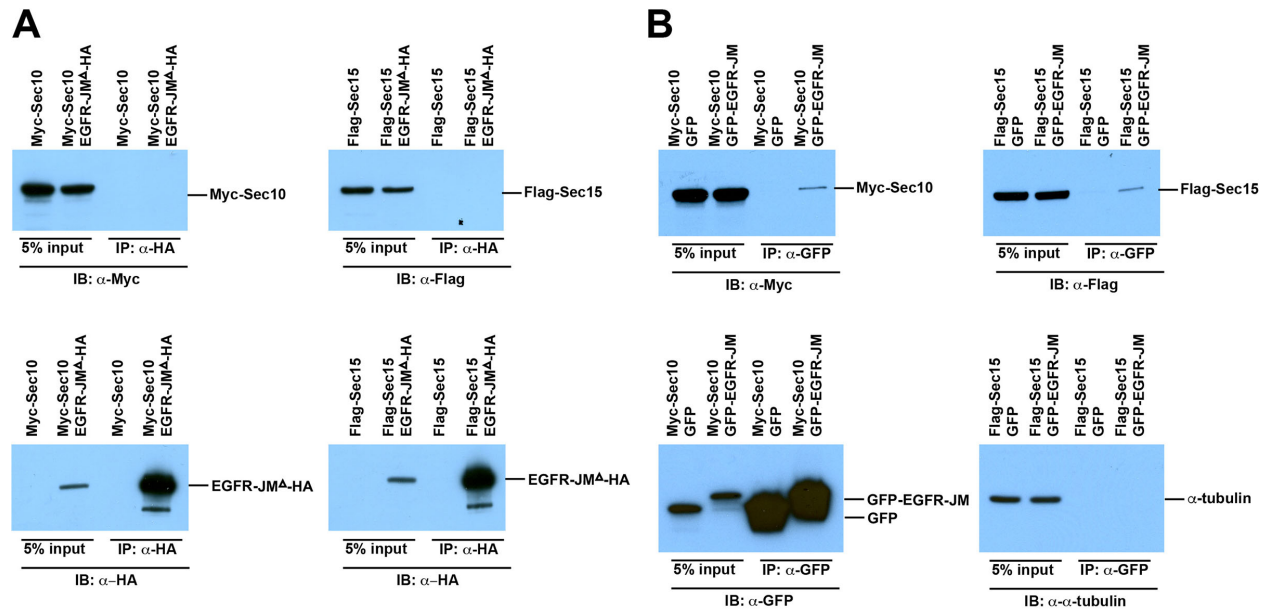 A
Myc-Sec10
Myc-Sec10
EGFR-JMΔ-HA
Myc-Sec10
Myc-Sec10
EGFR-JMΔ-HA
Myc-Sec10
5% input
IP: α-HA
IB: α-Myc
Flag-Sec15
Flag-Sec15
EGFR-JMΔ-HA
Flag-Sec15
Flag-Sec15
EGFR-JMΔ-HA
Flag-Sec15
5% input
IP: α-HA
IB: α-Flag
Myc-Sec10
Myc-Sec10
EGFR-JMΔ-HA
Myc-Sec10
Myc-Sec10
EGFR-JMΔ-HA
EGFR-JMΔ-HA
5% input
IP: α-HA
IB: α–HA
Flag-Sec15
Flag-Sec15
EGFR-JMΔ-HA
Flag-Sec15
Flag-Sec15
EGFR-JMΔ-HA
EGFR-JMΔ-HA
5% input
IP: α-HA
IB: α–HA
B
Myc-Sec10
GFP
Myc-Sec10
GFP-EGFR-JM
Myc-Sec10
GFP
Myc-Sec10
GFP-EGFR-JM
Myc-Sec10
5% input
IP: α-GFP
IB: α-Myc
Flag-Sec15
GFP
Flag-Sec15
GFP-EGFR-JM
Flag-Sec15
GFP
Flag-Sec15
GFP-EGFR-JM
Flag-Sec15
5% input
IP: α-GFP
IB: α-Flag
Myc-Sec10
GFP
Myc-Sec10
GFP-EGFR-JM
Myc-Sec10
GFP
Myc-Sec10
GFP-EGFR-JM
GFP-EGFR-JM
GFP
5% input
IP: α-GFP
IB: α-GFP
Flag-Sec15
GFP
Flag-Sec15
GFP-EGFR-JM
Flag-Sec15
GFP
Flag-Sec15
GFP-EGFR-JM
α-tubulin
5% input
IP: α-GFP
IB: α-α-tubulin